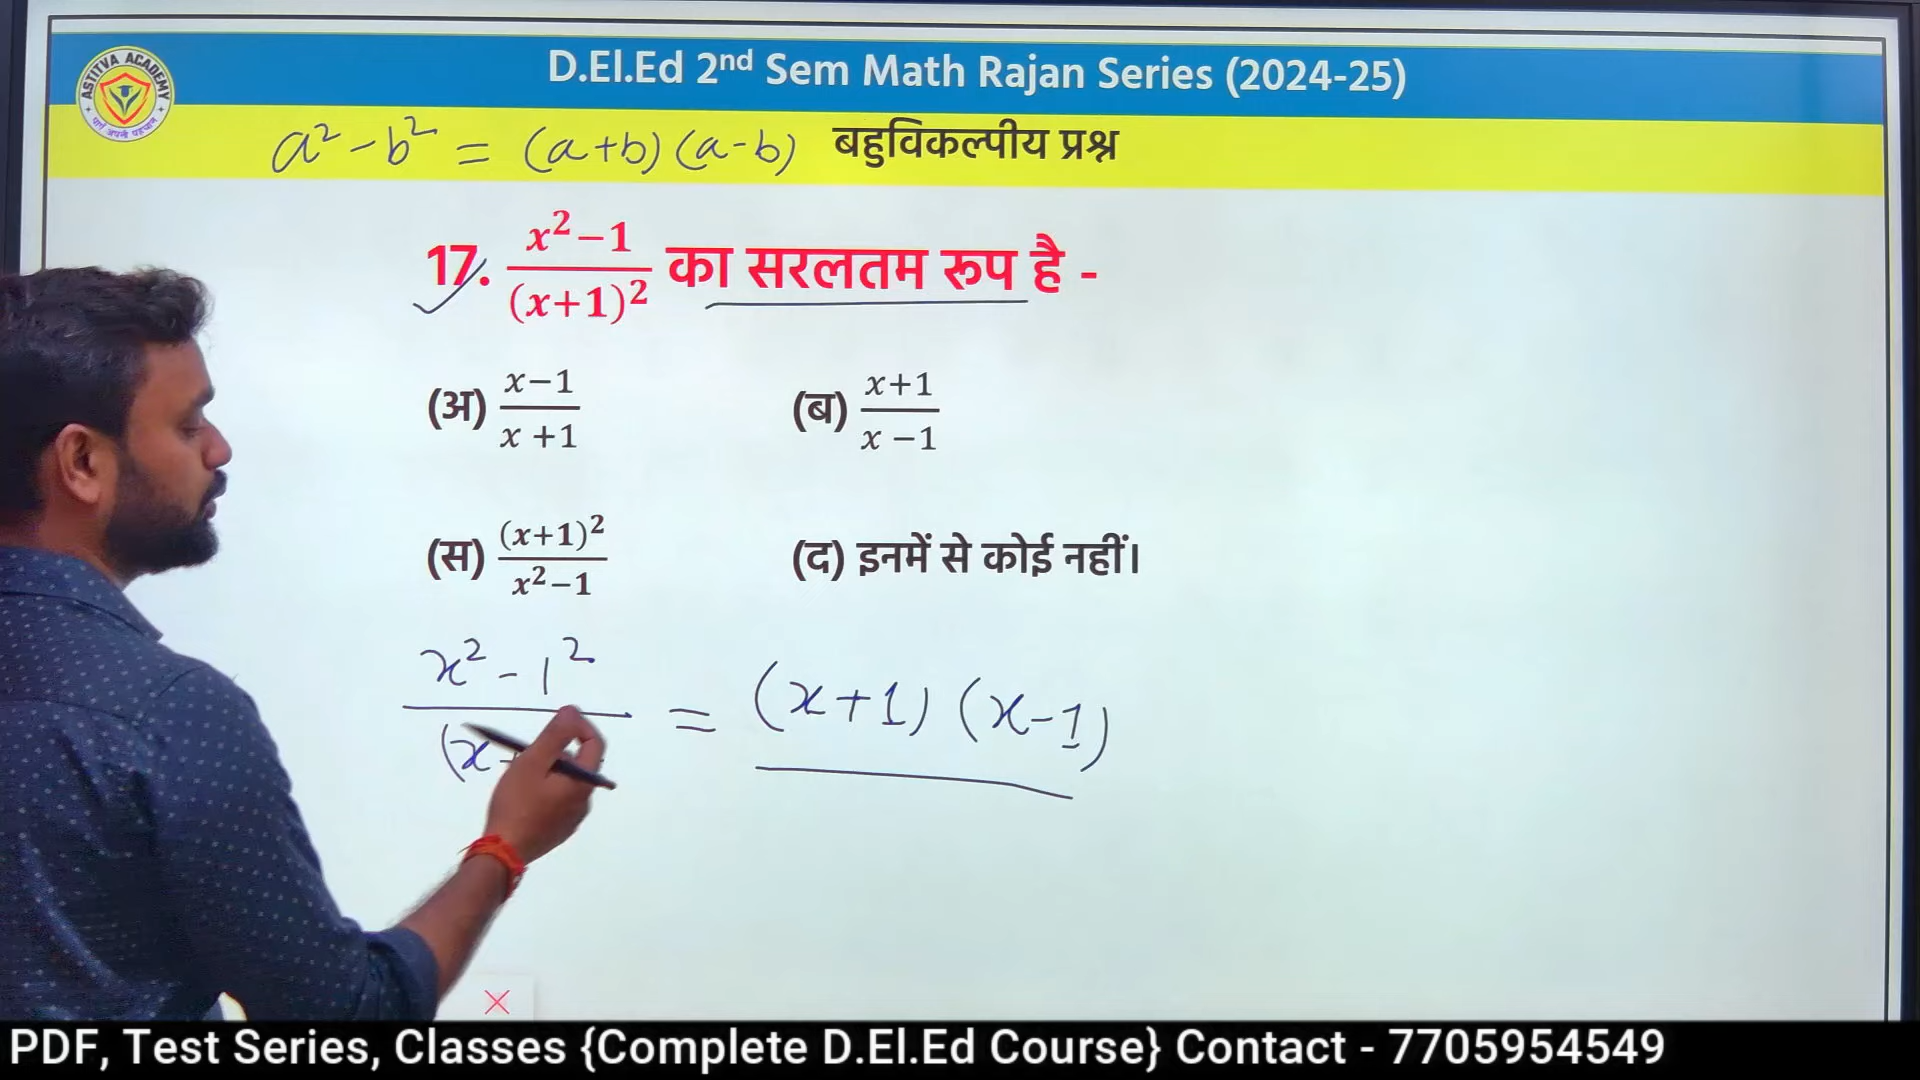 ASTITVA ACADEMY
D.El.Ed 2nd Sem Math Rajan Series (2024-25)
a² - b² = (a+b) (a-b) बहुविकल्पीय प्रश्न
17. (x²−1)/(x+1)² का सरलतम रूप है -
(अ) (x−1)/(x +1) (ब) (x+1)/(x −1)
(स) (x+1)²/(x²−1) (द) इनमें से कोई नहीं।
x² - 1² = (x+1) (x-1)
(x
PDF, Test Series, Classes {Complete D.El.Ed Course} Contact - 7705954549